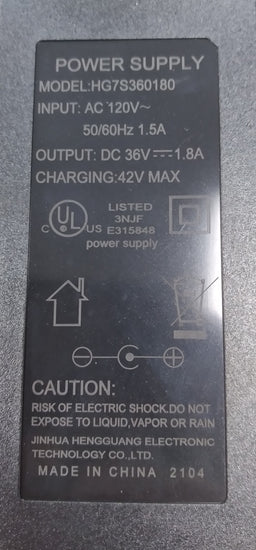 POWER SUPPLY
MODEL:HG7S360180
INPUT: AC 120V~
50/60Hz 1.5A
OUTPUT: DC 36V⎓1.8A
CHARGING:42V MAX
UL
C US
LISTED
3NJF
E315848
power supply
CAUTION:
RISK OF ELECTRIC SHOCK.DO NOT
EXPOSE TO LIQUID,VAPOR OR RAIN
JINHUA HENGGUANG ELECTRONIC
TECHNOLOGY CO.,LTD.
MADE IN CHINA 2104